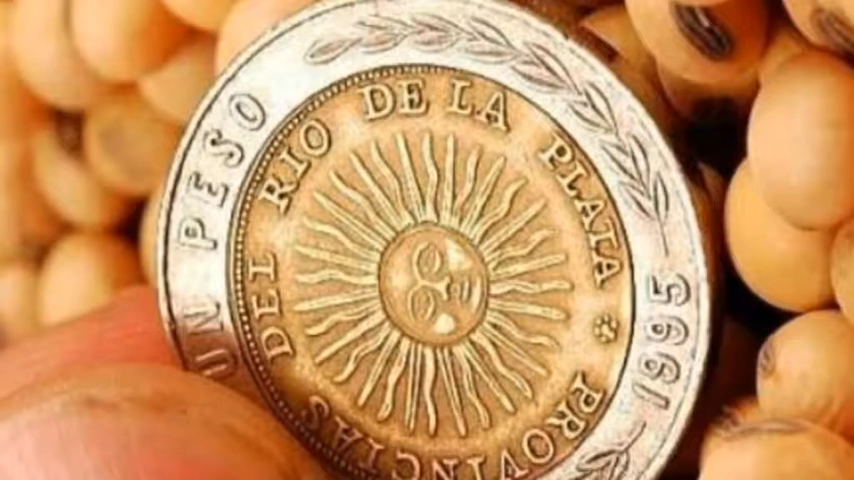 UN PESO
1995
PROVINCIAS
DEL RIO DE LA PLATA